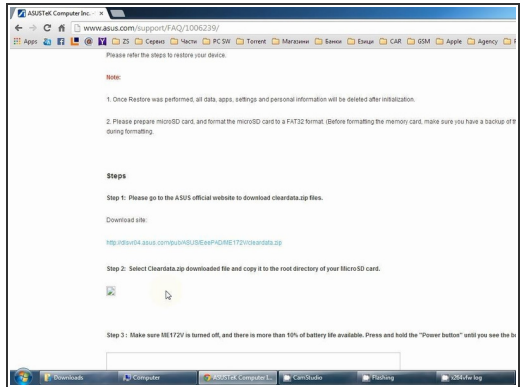 ASUSTeK Computer Inc. -
www.asus.com/support/FAQ/1006239/
Apps ZS Сервиз Части PC SW Torrent Магазини Банки Езици CAR GSM Apple Agency
Please refer the steps to restore your device.
Note:
1. Once Restore was performed, all data, apps, settings and personal information will be deleted after initialization.
2. Please prepare microSD card, and format the microSD card to a FAT32 format. (Before formatting the memory card, make sure you have a backup of th
during formatting.
Steps
Step 1: Please go to the ASUS official website to download cleardata.zip files.
Download site:
http://dlsvr04.asus.com/pub/ASUS/EeePAD/ME172V/cleardata.zip
Step 2: Select Cleardata.zip downloaded file and copy it to the root directory of your MicroSD card.
Step 3 : Make sure ME172V is turned off, and there is more than 10% of battery life available. Press and hold the "Power button" until you see the b
Downloads Computer ASUSTeK Computer I... CamStudio Flashing x264vfw log